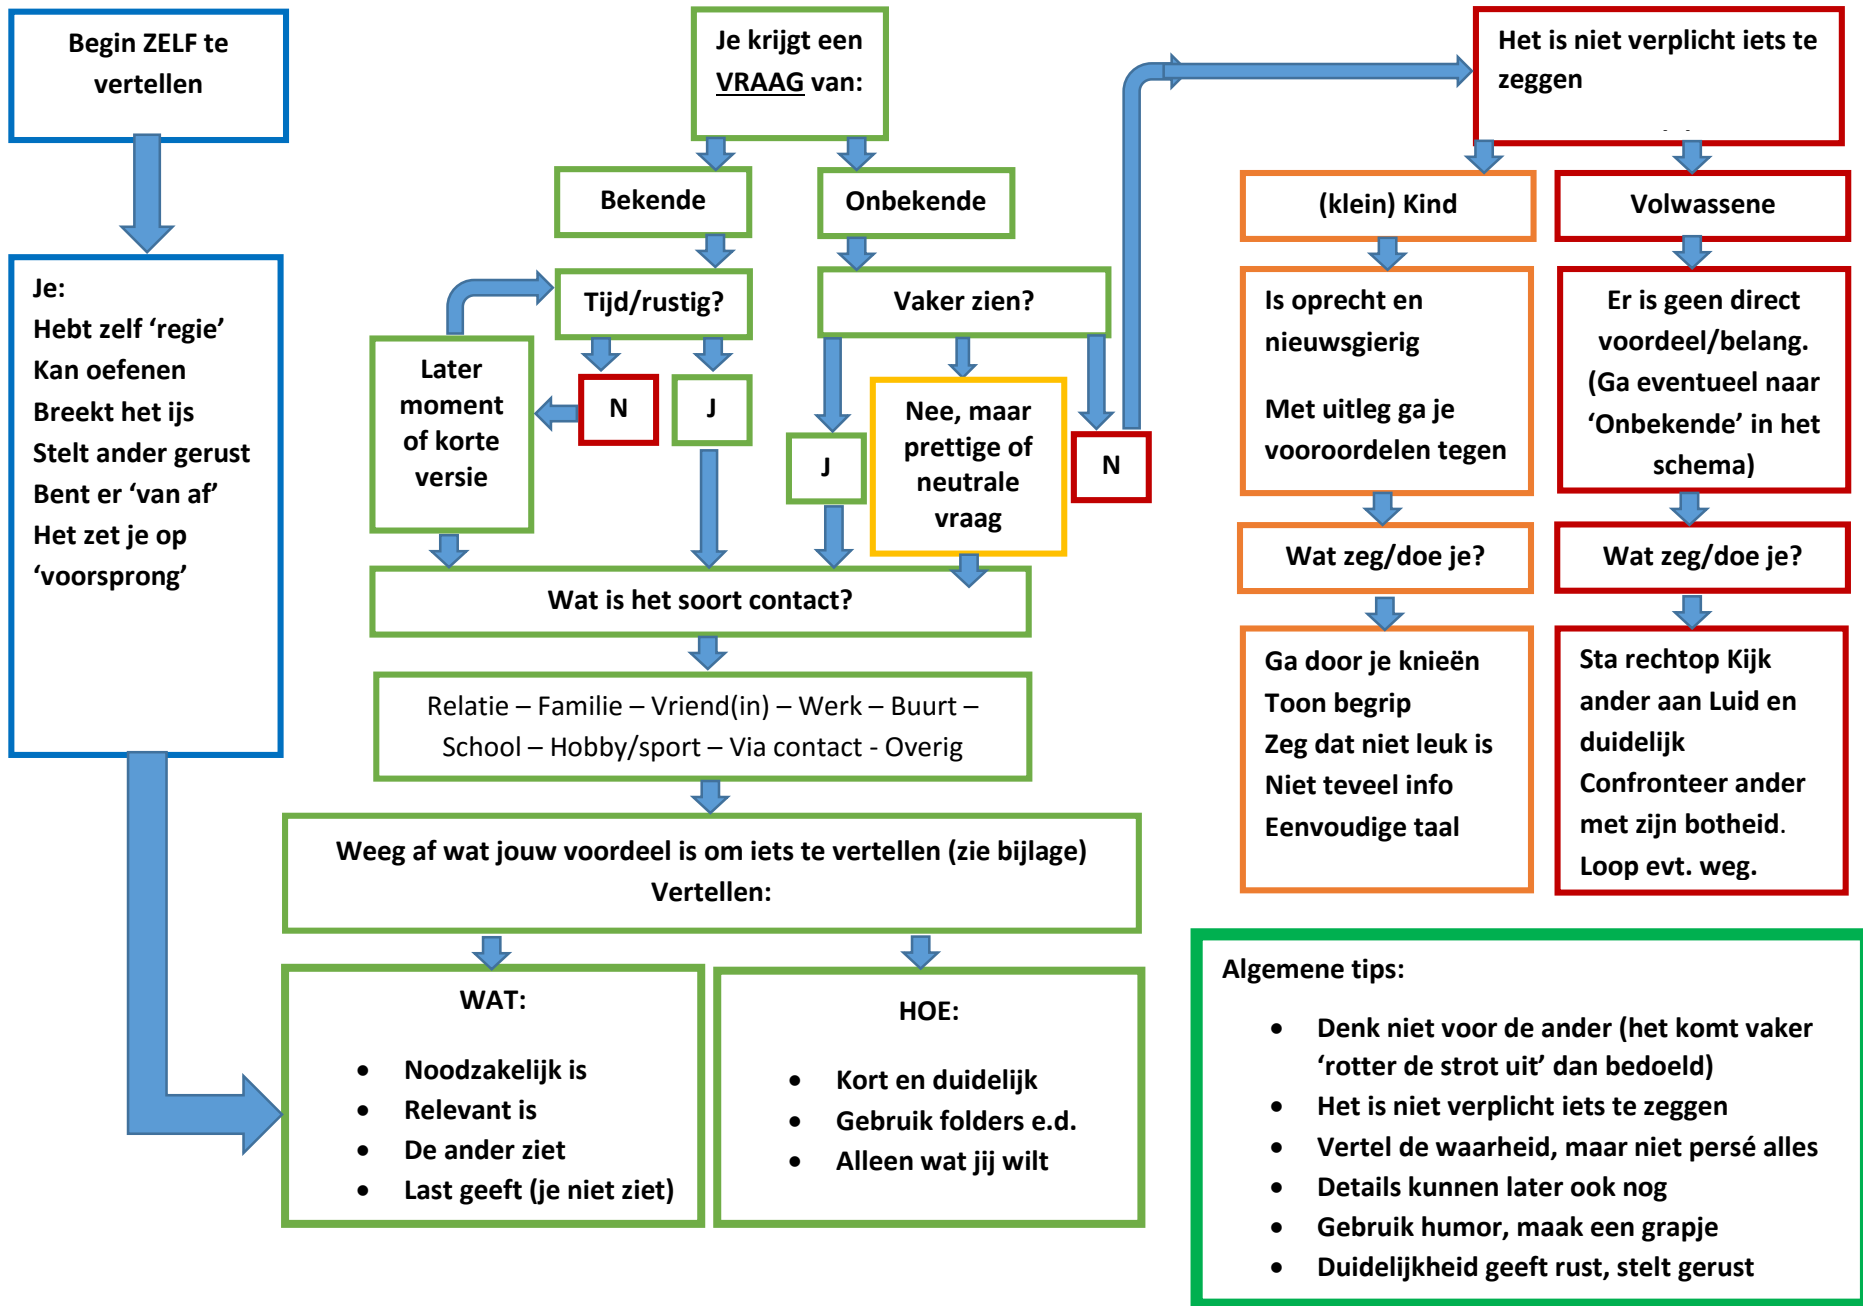 Begin ZELF te
vertellen
Je:
Hebt zelf ‘regie’
Kan oefenen
Breekt het ijs
Stelt ander gerust
Bent er ‘van af’
Het zet je op
‘voorsprong’
Je krijgt een
VRAAG van:
Bekende
Onbekende
Tijd/rustig?
Vaker zien?
Later
moment
of korte
versie
N
J
J
Nee, maar
prettige of
neutrale
vraag
N
Wat is het soort contact?
Relatie – Familie – Vriend(in) – Werk – Buurt –
School – Hobby/sport – Via contact - Overig
Weeg af wat jouw voordeel is om iets te vertellen (zie bijlage)
Vertellen:
WAT:
• Noodzakelijk is
• Relevant is
• De ander ziet
• Last geeft (je niet ziet)
HOE:
• Kort en duidelijk
• Gebruik folders e.d.
• Alleen wat jij wilt
Het is niet verplicht iets te
zeggen
(klein) Kind
Is oprecht en
nieuwsgierig
Met uitleg ga je
vooroordelen tegen
Wat zeg/doe je?
Ga door je knieën
Toon begrip
Zeg dat niet leuk is
Niet teveel info
Eenvoudige taal
Volwassene
Er is geen direct
voordeel/belang.
(Ga eventueel naar
‘Onbekende’ in het
schema)
Wat zeg/doe je?
Sta rechtop Kijk
ander aan Luid en
duidelijk
Confronteer ander
met zijn botheid.
Loop evt. weg.
Algemene tips:
• Denk niet voor de ander (het komt vaker
‘rotter de strot uit’ dan bedoeld)
• Het is niet verplicht iets te zeggen
• Vertel de waarheid, maar niet persé alles
• Details kunnen later ook nog
• Gebruik humor, maak een grapje
• Duidelijkheid geeft rust, stelt gerust